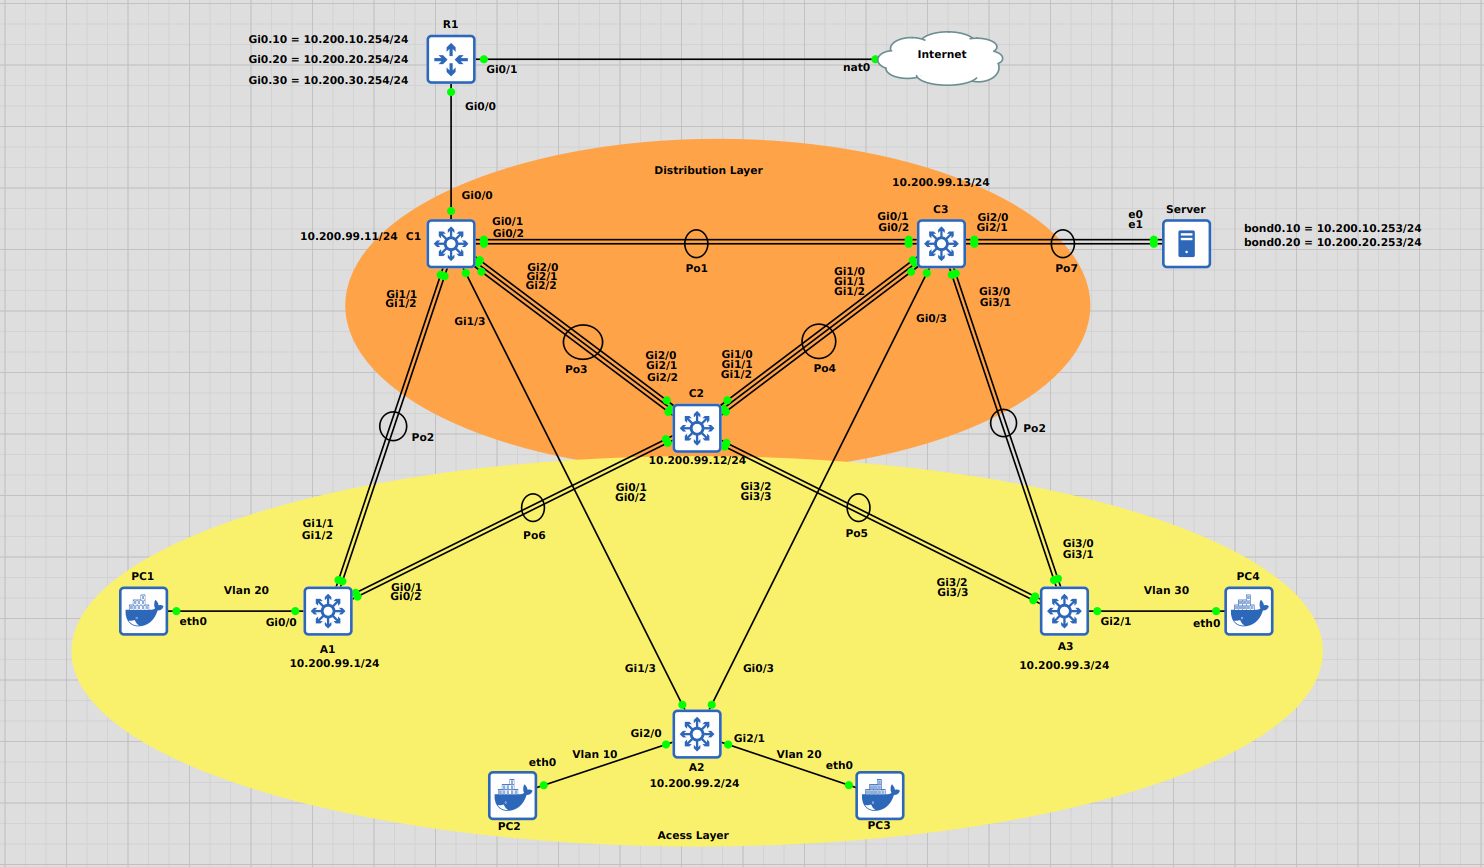 R1
Gi0.10 = 10.200.10.254/24
Gi0.20 = 10.200.20.254/24
Gi0.30 = 10.200.30.254/24
Gi0/1
nat0
Internet
Gi0/0
Distribution Layer
10.200.99.13/24
Gi0/0
C3
Server
10.200.99.11/24
C1
Gi0/1
Gi0/2
Gi0/1
Gi0/2
Gi2/0
Gi2/1
e0
e1
bond0.10 = 10.200.10.253/24
bond0.20 = 10.200.20.253/24
Po1
Po7
Gi2/0
Gi2/1
Gi2/2
Gi1/0
Gi1/1
Gi1/2
Gi1/1
Gi1/2
Gi3/0
Gi3/1
Gi1/3
Gi0/3
Gi2/0
Gi2/1
Gi2/2
Gi1/0
Gi1/1
Gi1/2
Po3
Po4
C2
Po2
Po2
10.200.99.12/24
Gi0/1
Gi0/2
Gi3/2
Gi3/3
Po6
Po5
Gi1/1
Gi1/2
Gi3/0
Gi3/1
PC1
Vlan 20
eth0
Gi0/0
Gi0/1
Gi0/2
A1
10.200.99.1/24
Gi3/2
Gi3/3
PC4
Vlan 30
Gi2/1
eth0
A3
10.200.99.3/24
Gi1/3
Gi0/3
Gi2/0
Gi2/1
Vlan 10
Vlan 20
eth0
eth0
A2
10.200.99.2/24
PC2
PC3
Acess Layer